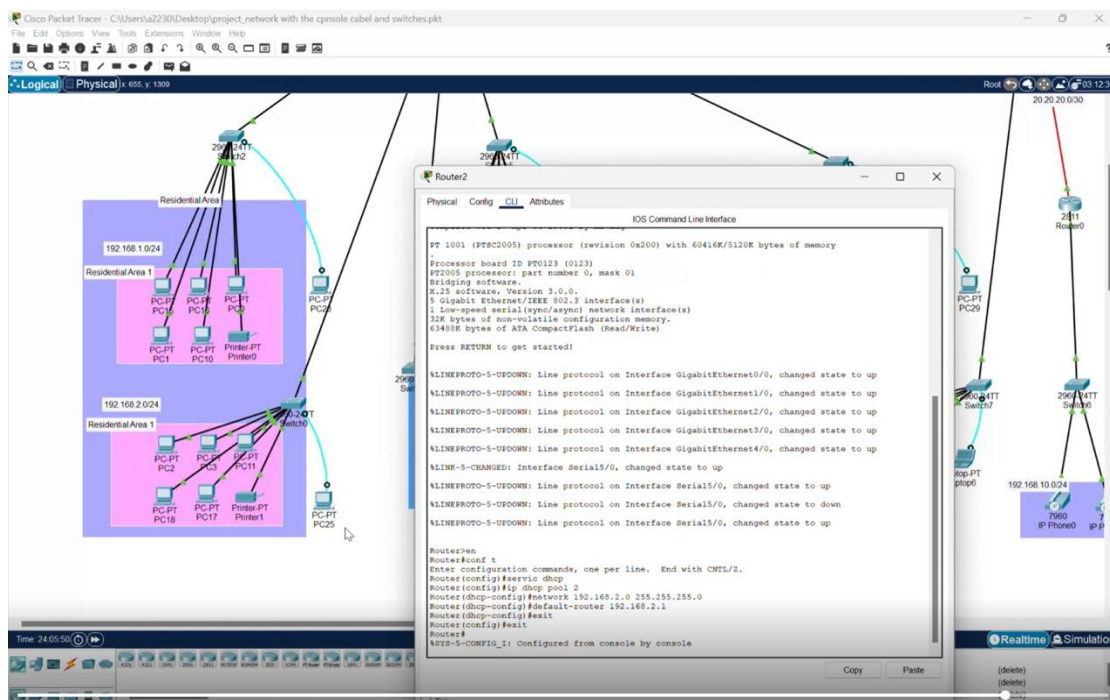 Cisco Packet Tracer - C:\Users\a2230\Desktop\project_network with the cpnsole cabel and switches.pkt
File Edit Options View Tools Extensions Window Help
Logical Physical x: 655, y: 1309
Root
20.20.20.0/30
Switch2
Residential Area
192.168.1.0/24
Residential Area 1
PC-PT
PC1
PC-PT
PC10
Printer-PT
Printer0
192.168.2.0/24
Residential Area 1
Switch0
PC-PT
PC2
PC-PT
PC3
PC-PT
PC11
PC-PT
PC18
PC-PT
PC17
Printer-PT
Printer1
PC-PT
PC25
2811
Router0
PC-PT
PC29
Switch7
2960-24TT
Switch6
192.168.10.0/24
7960
IP Phone0
Router2
Physical Config CLI Attributes
IOS Command Line Interface
PT 1001 (PTSC2005) processor (revision 0x200) with 60416K/5120K bytes of memory
.
Processor board ID PT0123 (0123)
PT2005 processor: part number 0, mask 01
Bridging software.
X.25 software, Version 3.0.0.
5 Gigabit Ethernet/IEEE 802.3 interface(s)
1 Low-speed serial(sync/async) network interface(s)
32K bytes of non-volatile configuration memory.
63488K bytes of ATA CompactFlash (Read/Write)
Press RETURN to get started!
%LINEPROTO-5-UPDOWN: Line protocol on Interface GigabitEthernet0/0, changed state to up
%LINEPROTO-5-UPDOWN: Line protocol on Interface GigabitEthernet1/0, changed state to up
%LINEPROTO-5-UPDOWN: Line protocol on Interface GigabitEthernet2/0, changed state to up
%LINEPROTO-5-UPDOWN: Line protocol on Interface GigabitEthernet3/0, changed state to up
%LINEPROTO-5-UPDOWN: Line protocol on Interface GigabitEthernet4/0, changed state to up
%LINK-5-CHANGED: Interface Serial5/0, changed state to up
%LINEPROTO-5-UPDOWN: Line protocol on Interface Serial5/0, changed state to up
%LINEPROTO-5-UPDOWN: Line protocol on Interface Serial5/0, changed state to down
%LINEPROTO-5-UPDOWN: Line protocol on Interface Serial5/0, changed state to up
Router>en
Router#conf t
Enter configuration commands, one per line. End with CNTL/Z.
Router(config)#servic dhcp
Router(config)#ip dhcp pool 2
Router(dhcp-config)#network 192.168.2.0 255.255.255.0
Router(dhcp-config)#default-router 192.168.2.1
Router(dhcp-config)#exit
Router(config)#exit
Router#
%SYS-5-CONFIG_I: Configured from console by console
Copy Paste
Time: 24:05:50
Realtime Simulatio
(delete)
(delete)